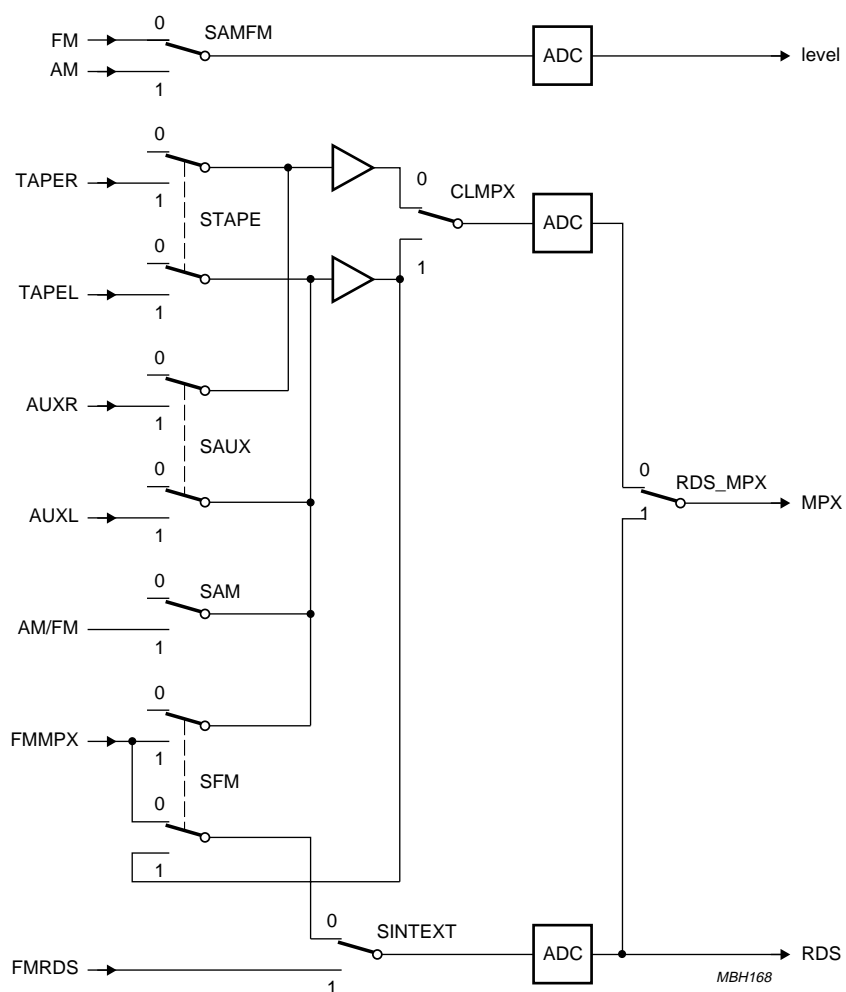 0
FM
SAMFM
AM
1
ADC
level
0
TAPER
1
STAPE
0
CLMPX
ADC
0
TAPEL
1
1
0
AUXR
1
SAUX
0
AUXL
1
0
RDS_MPX
1
MPX
0
SAM
AM/FM
1
0
FMMPX
1
SFM
0
1
0
SINTEXT
FMRDS
1
ADC
RDS
MBH168